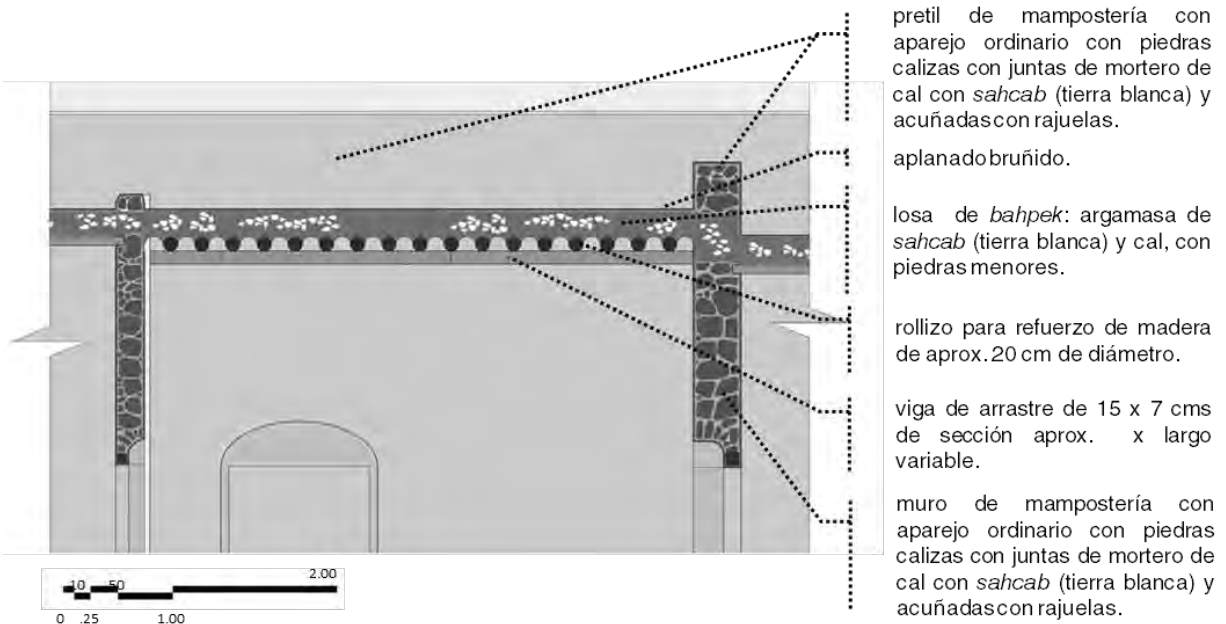 pretil de mampostería con
aparejo ordinario con piedras
calizas con juntas de mortero de
cal con sahcab (tierra blanca) y
acuñadas con rajuelas.
aplanado bruñido.
losa de bahpek: argamasa de
sahcab (tierra blanca) y cal, con
piedras menores.
rollizo para refuerzo de madera
de aprox. 20 cm de diámetro.
viga de arrastre de 15 x 7 cms
de sección aprox. x largo
variable.
muro de mampostería con
aparejo ordinario con piedras
calizas con juntas de mortero de
cal con sahcab (tierra blanca) y
acuñadas con rajuelas.
.10 .50 2.00
0 .25 1.00